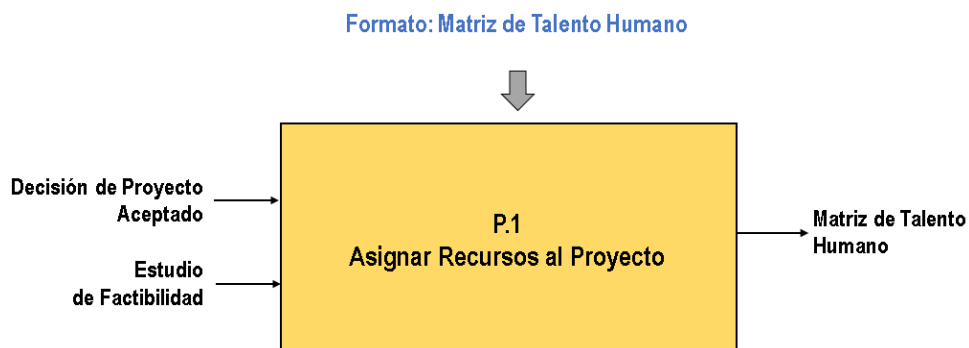 Formato: Matriz de Talento Humano
Decisión de Proyecto
Aceptado
Estudio
de Factibilidad
P.1
Asignar Recursos al Proyecto
Matriz de Talento
Humano